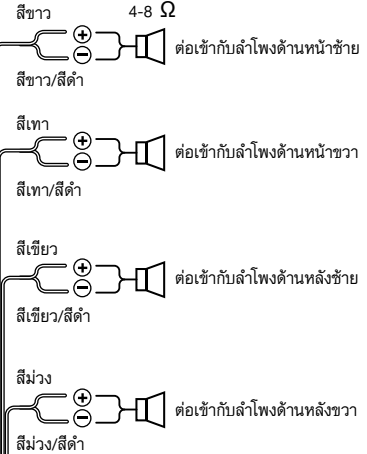 สีขาว 4-8 Ω
⊕
⊖ ต่อเข้ากับลำโพงด้านหน้าซ้าย
สีขาว/สีดำ
สีเทา
⊕
⊖ ต่อเข้ากับลำโพงด้านหน้าขวา
สีเทา/สีดำ
สีเขียว
⊕
⊖ ต่อเข้ากับลำโพงด้านหลังซ้าย
สีเขียว/สีดำ
สีม่วง
⊕
⊖ ต่อเข้ากับลำโพงด้านหลังขวา
สีม่วง/สีดำ